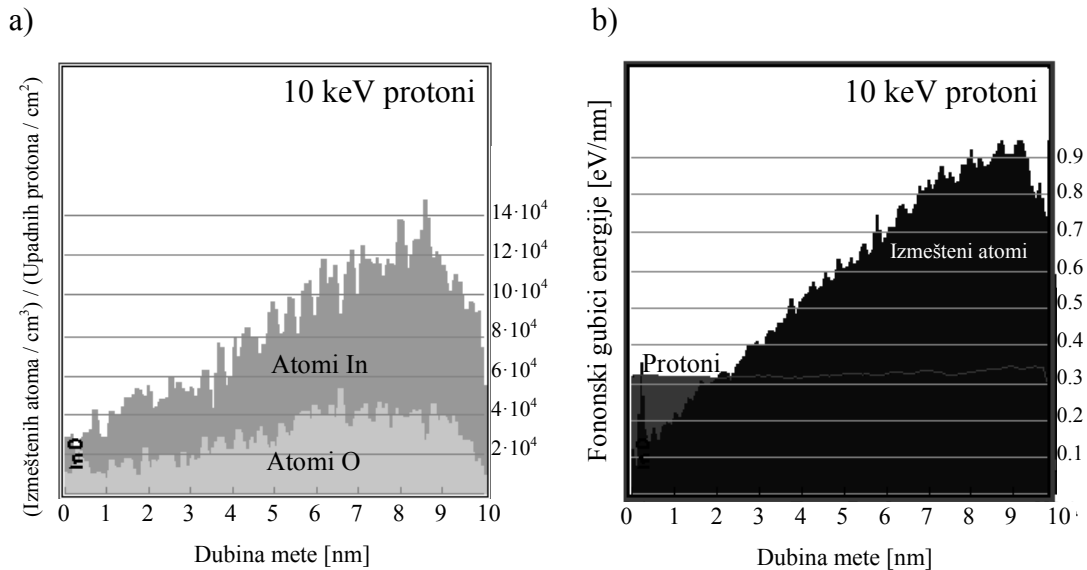 a)
10 keV protoni
(Izmeštenih atoma / cm³) / (Upadnih protona / cm²)
14·10⁴
12·10⁴
10·10⁴
8·10⁴
6·10⁴
4·10⁴
2·10⁴
Atomi In
Atomi O
0 1 2 3 4 5 6 7 8 9 10
Dubina mete [nm]
b)
10 keV protoni
Fononski gubici energije [eV/nm]
0.9
0.8
0.7
0.6
0.5
0.4
0.3
0.2
0.1
Izmešteni atomi
Protoni
0 1 2 3 4 5 6 7 8 9 10
Dubina mete [nm]